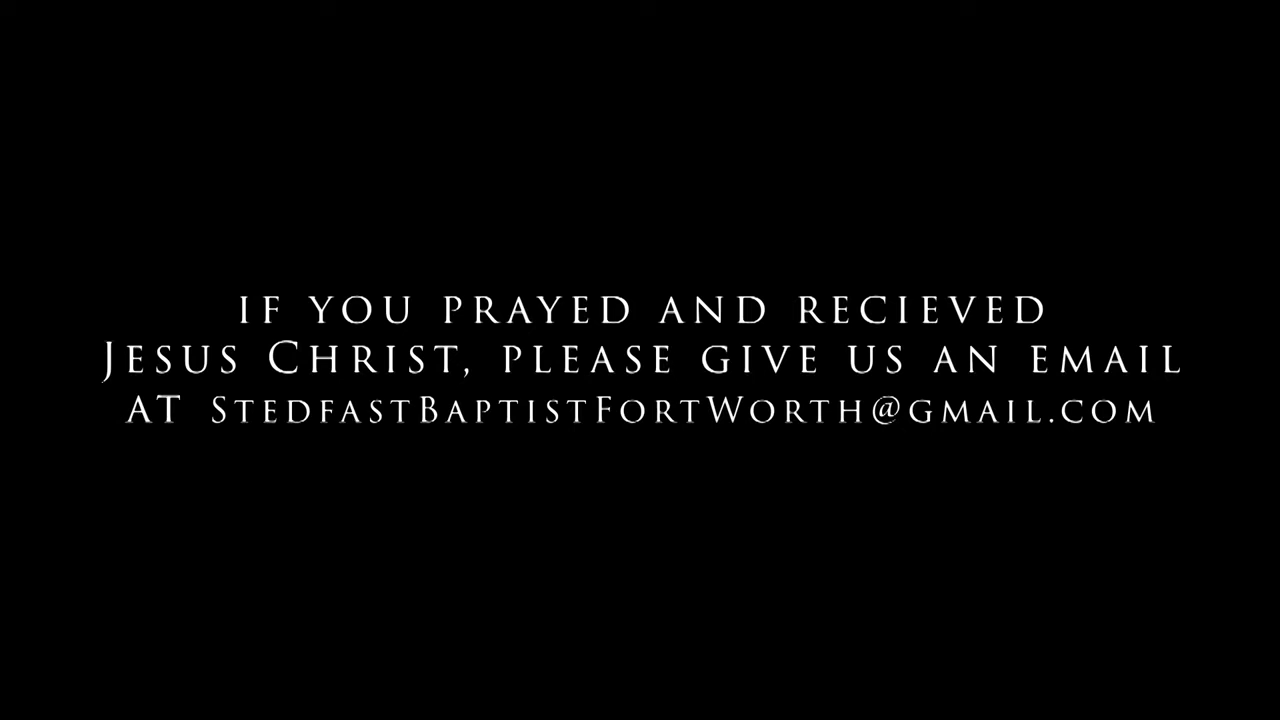 IF YOU PRAYED AND RECIEVED
JESUS CHRIST, PLEASE GIVE US AN EMAIL
AT STEDFASTBAPTISTFORTWORTH@GMAIL.COM